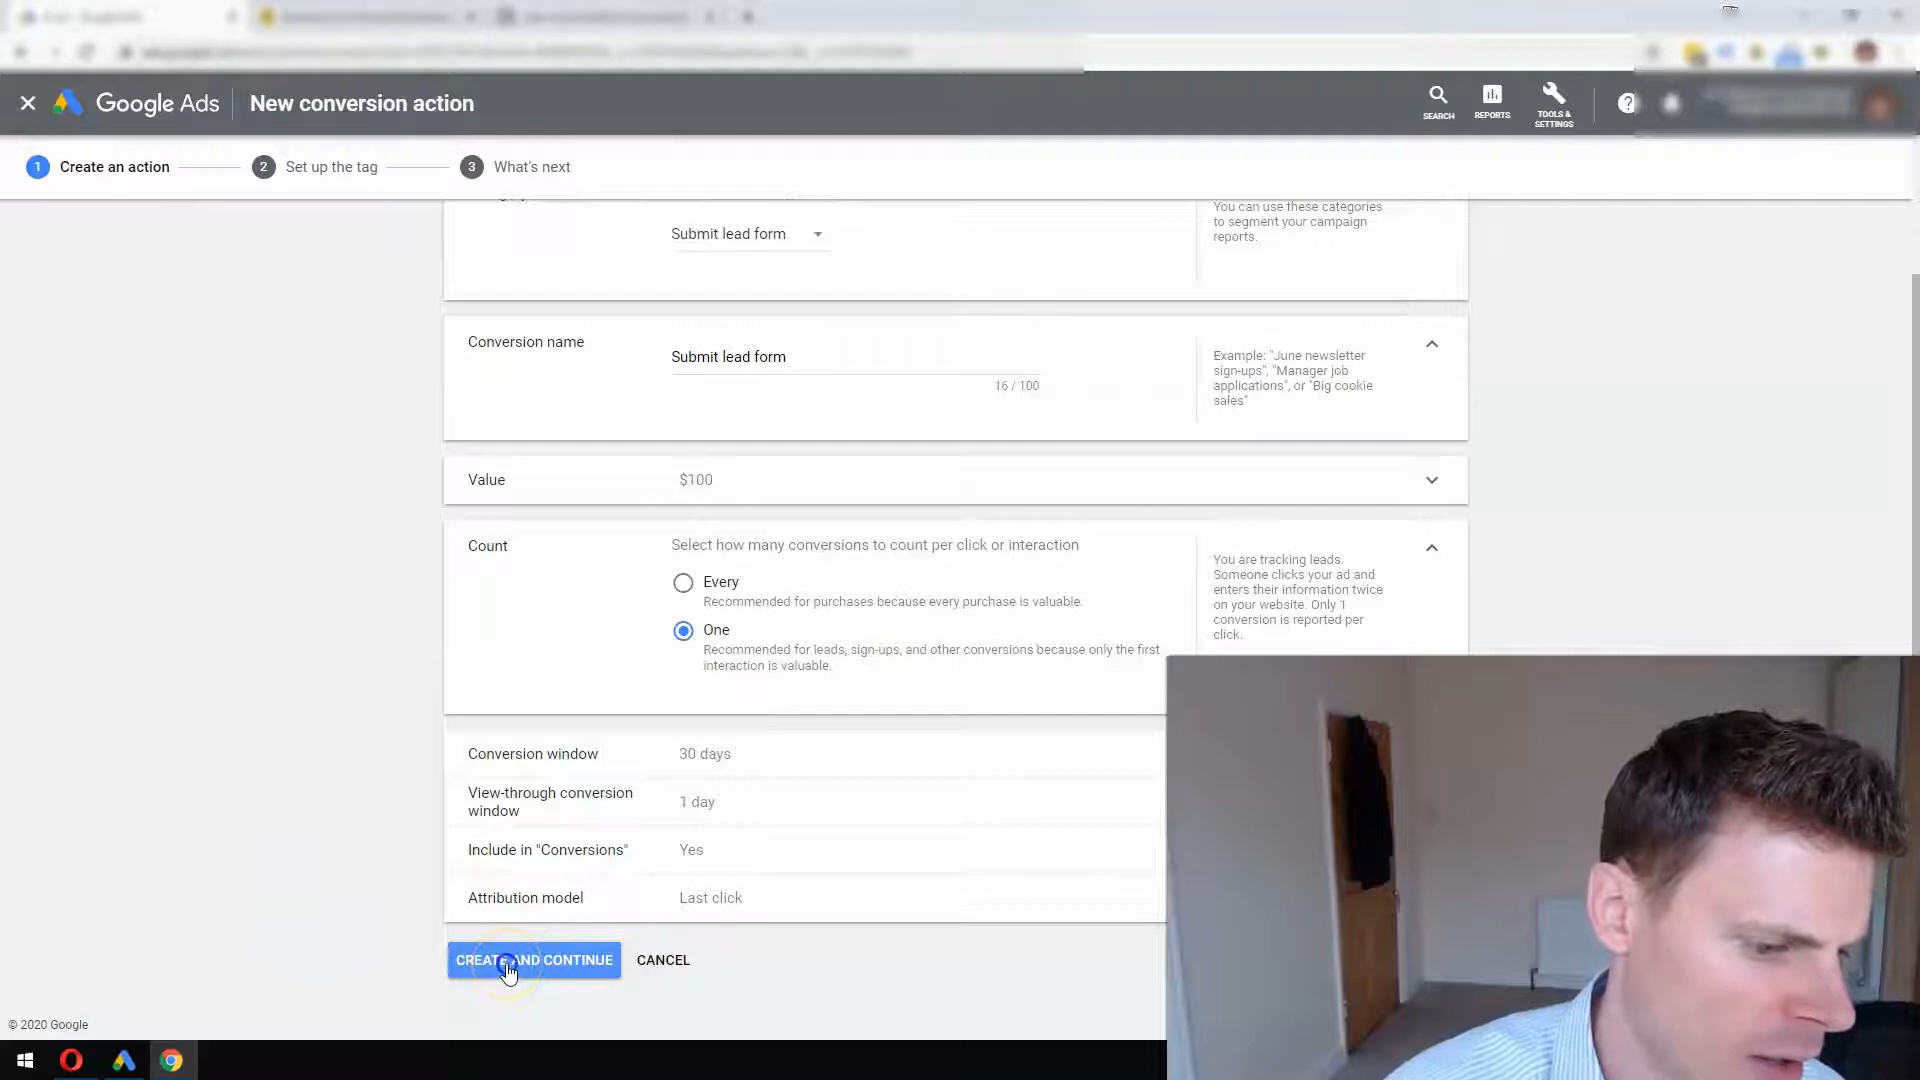 Google Ads
New conversion action
SEARCH
REPORTS
TOOLS &
SETTINGS
1 Create an action
2 Set up the tag
3 What's next
You can use these categories
to segment your campaign
reports.
Submit lead form
Conversion name
Submit lead form
16 / 100
Example: "June newsletter
sign-ups", "Manager job
applications", or "Big cookie
sales"
Value
$100
Count
Select how many conversions to count per click or interaction
Every
Recommended for purchases because every purchase is valuable.
One
Recommended for leads, sign-ups, and other conversions because only the first
interaction is valuable.
You are tracking leads.
Someone clicks your ad and
enters their information twice
on your website. Only 1
conversion is reported per
click.
Conversion window
30 days
View-through conversion
window
1 day
Include in "Conversions"
Yes
Attribution model
Last click
CREATE AND CONTINUE
CANCEL
© 2020 Google